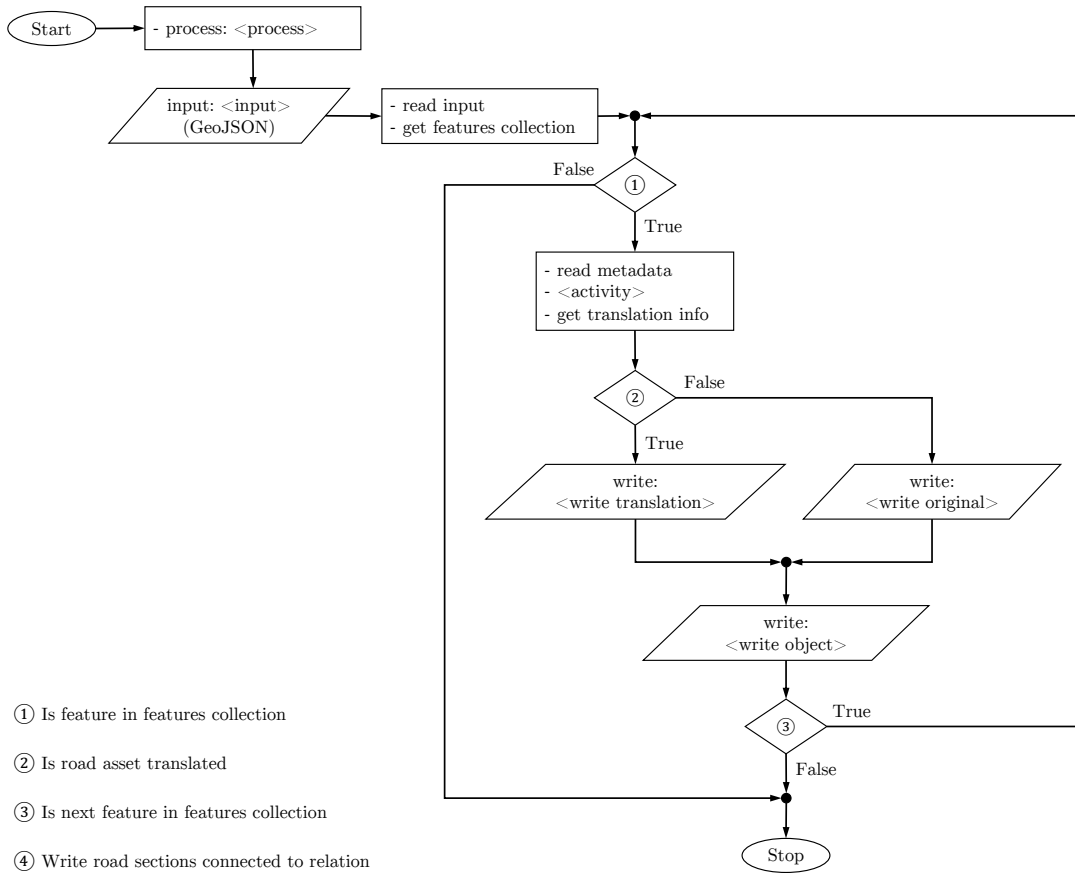 Start
- process: <process>
input: <input>
(GeoJSON)
- read input
- get features collection
False
①
True
- read metadata
- <activity>
- get translation info
②
False
True
write:
<write translation>
write:
<write original>
write:
<write object>
③
True
False
Stop
① Is feature in features collection
② Is road asset translated
③ Is next feature in features collection
④ Write road sections connected to relation